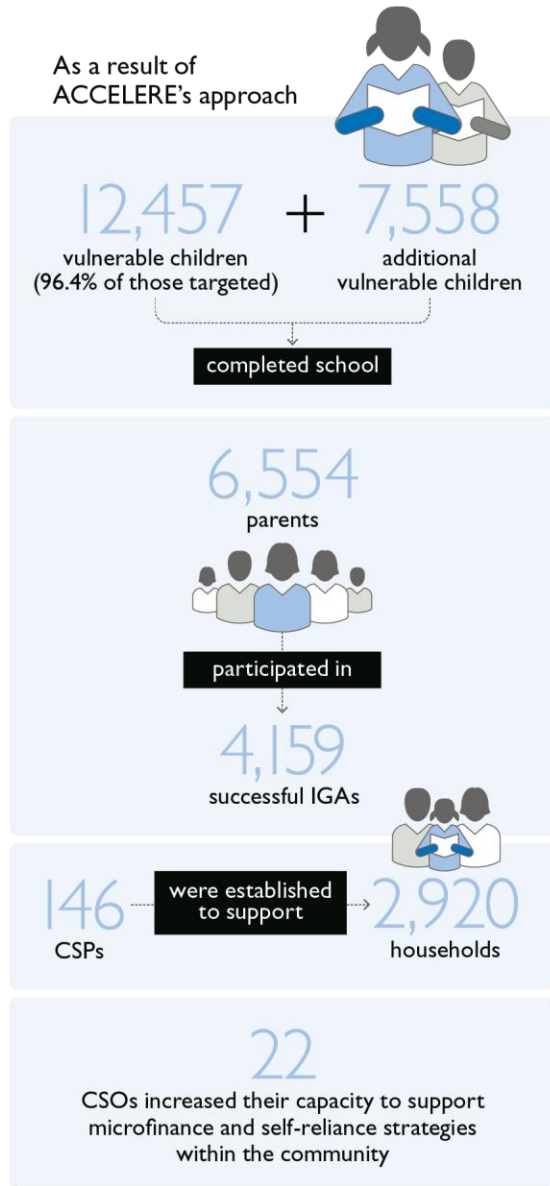 As a result of
ACCELERE's approach
12,457 + 7,558
vulnerable children
(96.4% of those targeted)
additional
vulnerable children
completed school
6,554
parents
participated in
4,159
successful IGAs
146
CSPs
were established
to support
2,920
households
22
CSOs increased their capacity to support
microfinance and self-reliance strategies
within the community